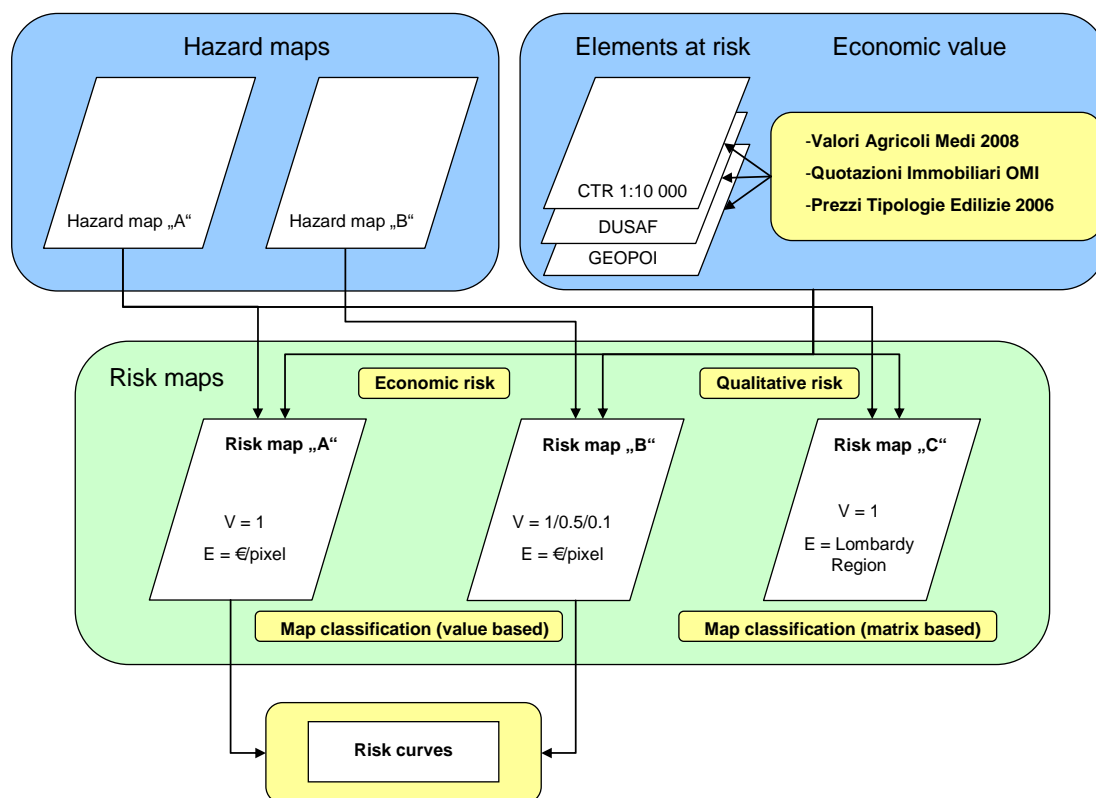 Hazard maps
Hazard map „A“
Hazard map „B“
Elements at risk
Economic value
CTR 1:10 000
DUSAF
GEOPOI
-Valori Agricoli Medi 2008
-Quotazioni Immobiliari OMI
-Prezzi Tipologie Edilizie 2006
Risk maps
Economic risk
Qualitative risk
Risk map „A“
V = 1
E = €/pixel
Risk map „B“
V = 1/0.5/0.1
E = €/pixel
Risk map „C“
V = 1
E = Lombardy
Region
Map classification (value based)
Map classification (matrix based)
Risk curves